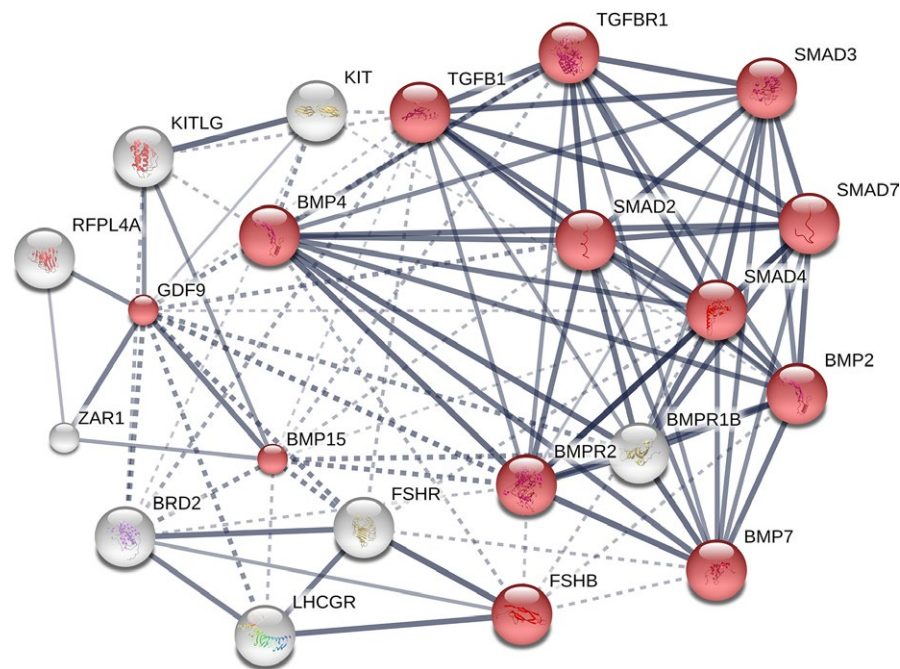 TGFBR1
SMAD3
KIT
TGFB1
KITLG
SMAD7
BMP4
SMAD2
RFPL4A
SMAD4
GDF9
BMP2
ZAR1
BMPR1B
BMP15
BMPR2
FSHR
BRD2
BMP7
FSHB
LHCGR